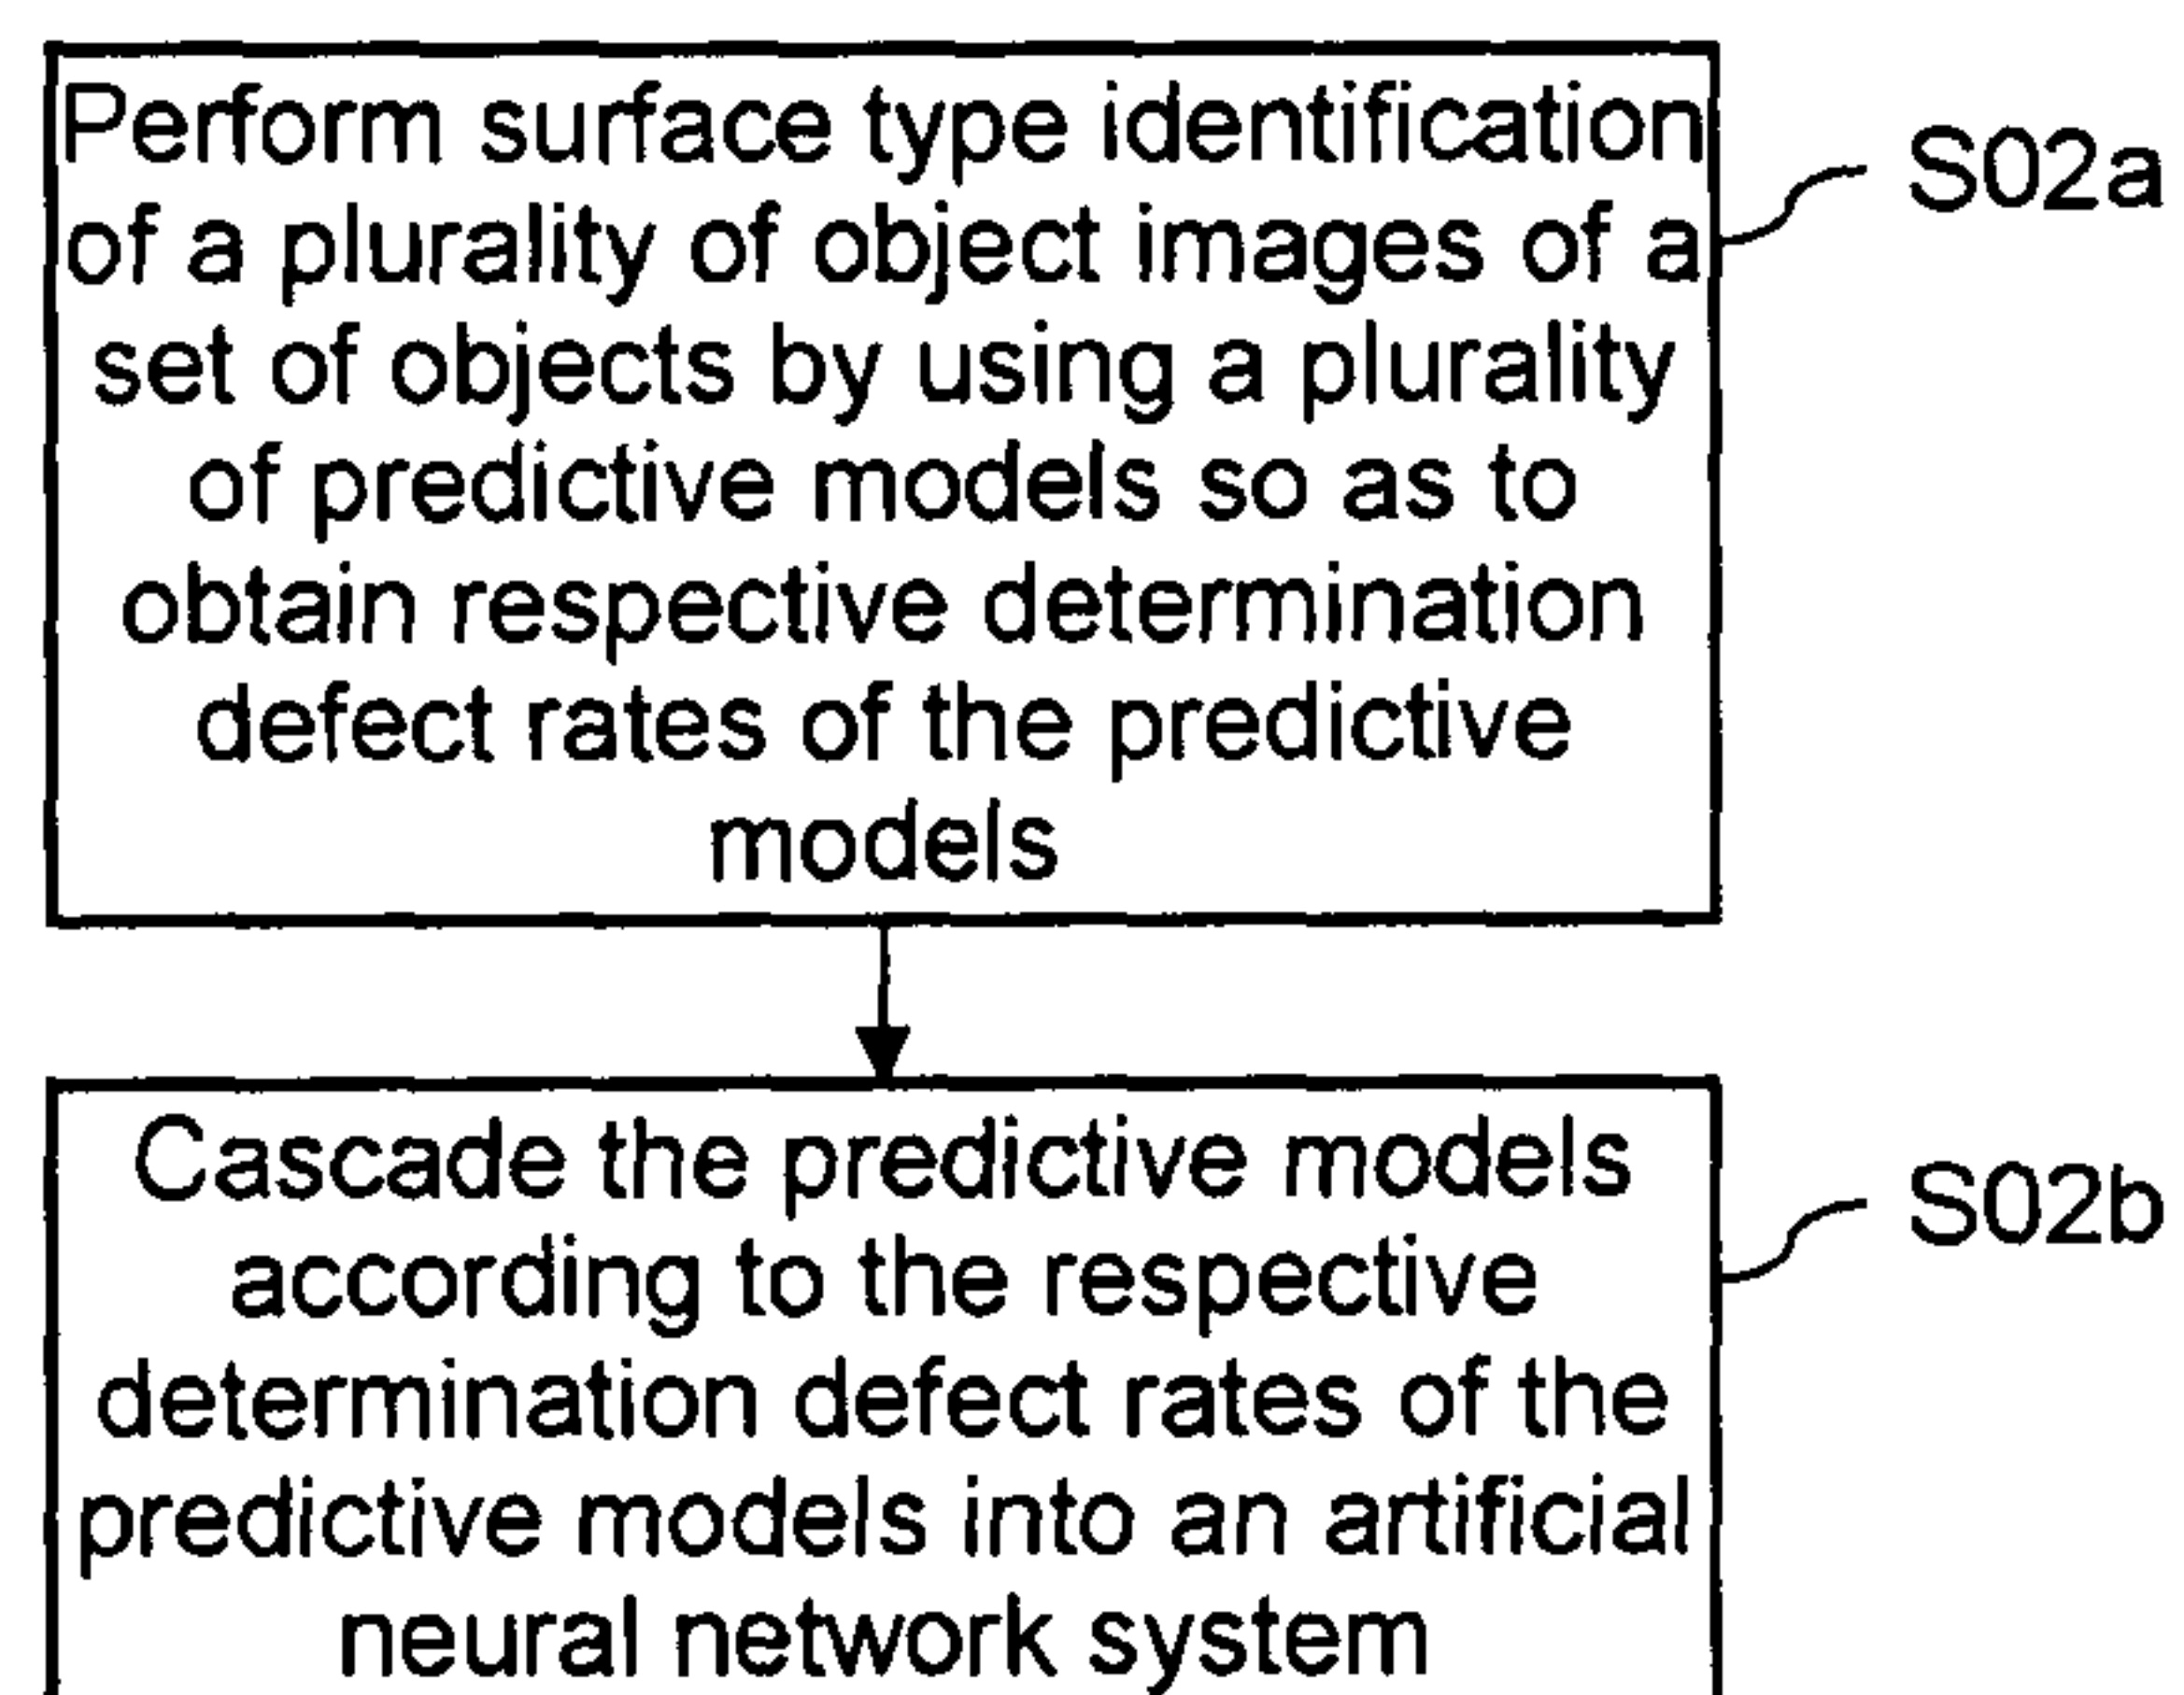 Perform surface type identification
of a plurality of object images of a
set of objects by using a plurality
of predictive models so as to
obtain respective determination
defect rates of the predictive
models
S02a
Cascade the predictive models
according to the respective
determination defect rates of the
predictive models into an artificial
neural network system
S02b